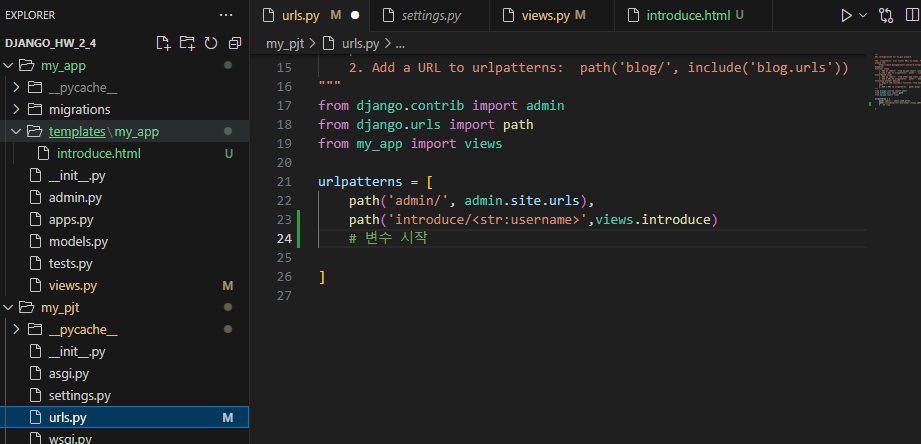 EXPLORER
···
DJANGO_HW_2_4
my_app
__pycache__
migrations
templates\my_app
introduce.html U
__init__.py
admin.py
apps.py
models.py
tests.py
views.py M
my_pjt
__pycache__
__init__.py
asgi.py
settings.py
urls.py M
wsgi.py
urls.py M
settings.py
views.py M
introduce.html U
my_pjt > urls.py > ...
15 2. Add a URL to urlpatterns:  path('blog/', include('blog.urls'))
16 """
17 from django.contrib import admin
18 from django.urls import path
19 from my_app import views
20
21 urlpatterns = [
22 path('admin/', admin.site.urls),
23 path('introduce/<str:username>',views.introduce)
24 # 변수 시작
25
26 ]
27